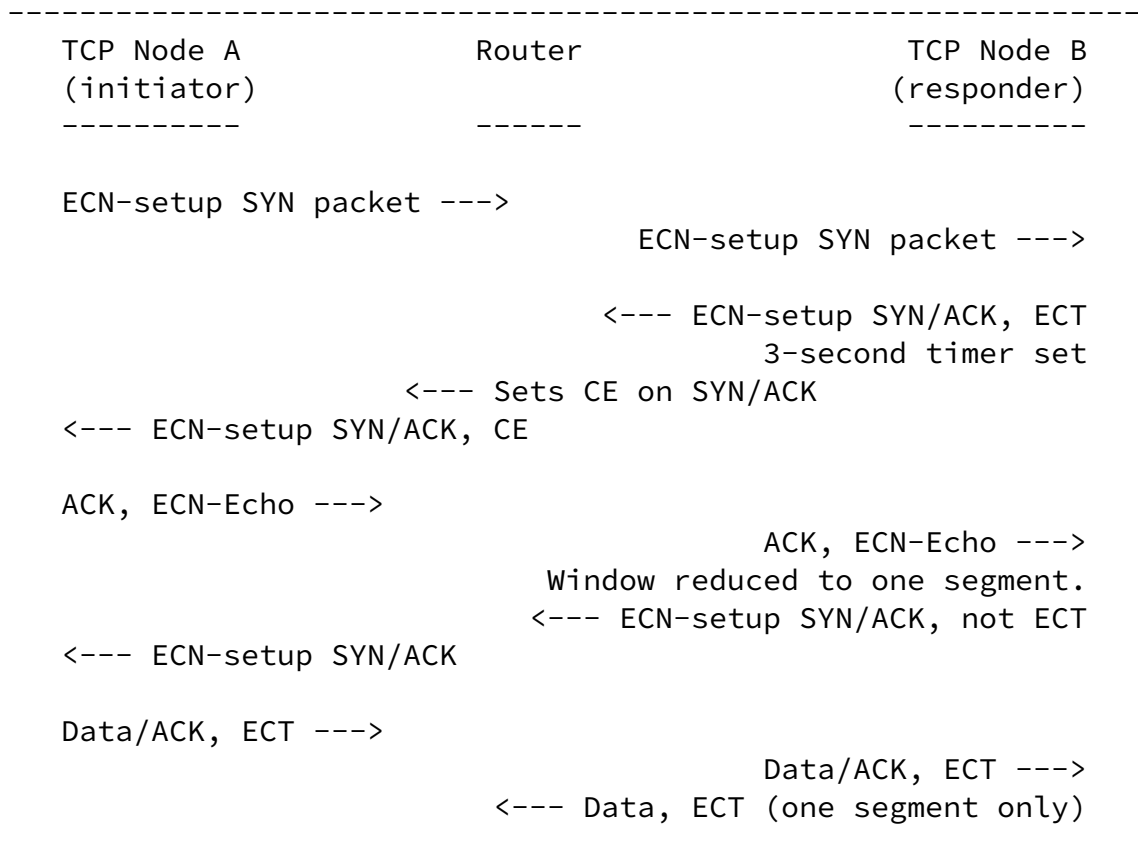 ---------------------------------------------------------------
TCP Node A             Router                  TCP Node B
(initiator)                                   (responder)
----------             ------                  ----------
ECN-setup SYN packet --->
ECN-setup SYN packet --->
<--- ECN-setup SYN/ACK, ECT
3-second timer set
<--- Sets CE on SYN/ACK
<--- ECN-setup SYN/ACK, CE
ACK, ECN-Echo --->
ACK, ECN-Echo --->
Window reduced to one segment.
<--- ECN-setup SYN/ACK, not ECT
<--- ECN-setup SYN/ACK
Data/ACK, ECT --->
Data/ACK, ECT --->
<--- Data, ECT (one segment only)